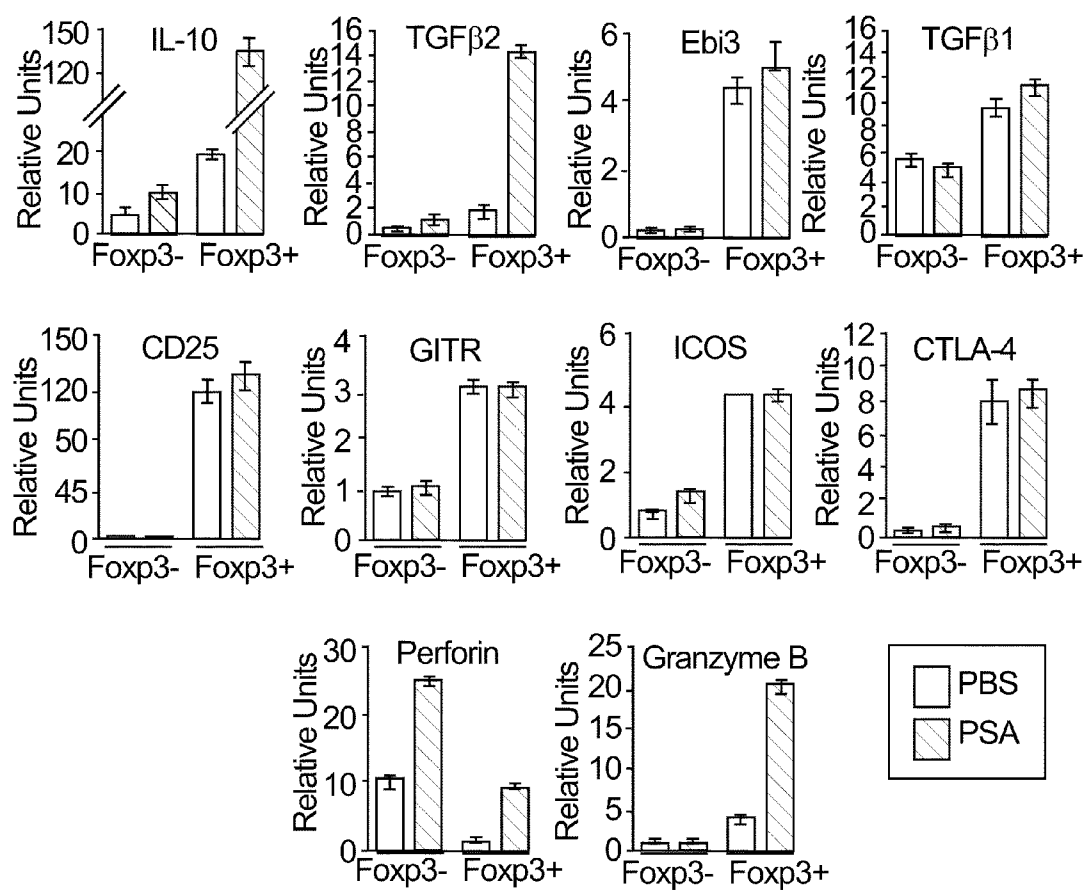 IL-10
Relative Units
150
120
20
10
0
Foxp3- Foxp3+
TGFβ2
Relative Units
16
14
12
10
8
6
4
2
0
Foxp3- Foxp3+
Ebi3
Relative Units
6
4
2
0
Foxp3- Foxp3+
TGFβ1
Relative Units
16
14
12
10
8
6
4
2
0
Foxp3- Foxp3+
CD25
Relative Units
150
120
50
45
0
Foxp3- Foxp3+
GITR
Relative Units
4
3
2
1
0
Foxp3- Foxp3+
ICOS
Relative Units
6
4
2
0
Foxp3- Foxp3+
CTLA-4
Relative Units
12
10
8
6
4
2
0
Foxp3- Foxp3+
Perforin
Relative Units
30
20
10
0
Foxp3- Foxp3+
Granzyme B
Relative Units
25
20
15
10
5
0
Foxp3- Foxp3+
PBS
PSA